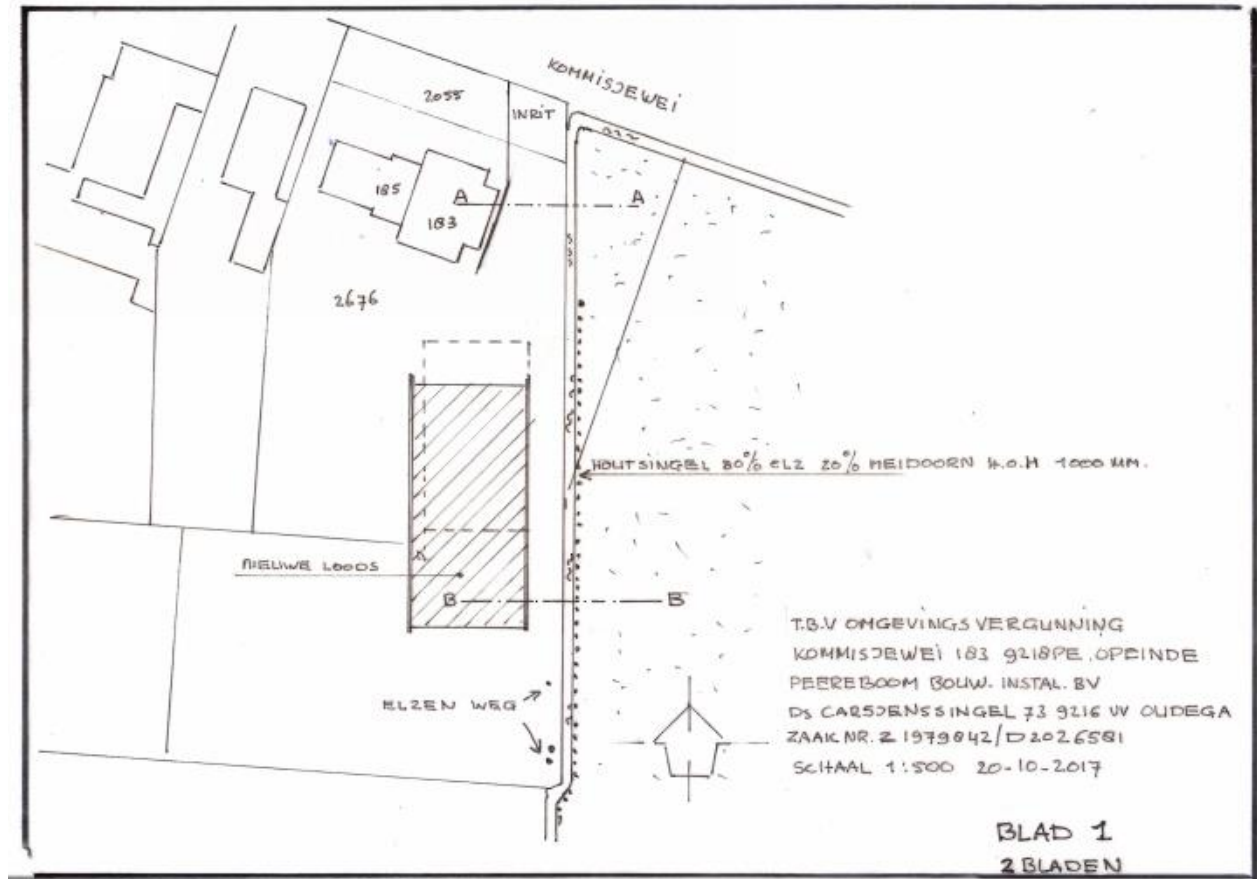 KOMMISJEWEI
2055
INRIT
185
A
A
183
2676
HOUTSINGEL 80% ELZ 20% MEIDOORN H.O.H 1000 MM.
NIEUWE LOODS
B
B
T.B.V OMGEVINGSVERGUNNING
KOMMISJEWEI 183 9218PE, OPEINDE
PEEREBOOM BOUW. INSTAL. BV
ELZEN WEG
DS CARSJENSSINGEL 73 9216 VV OUDEGA
ZAAK NR. Z 1979842/D2026581
SCHAAL 1:500 20-10-2017
BLAD 1
2 BLADEN